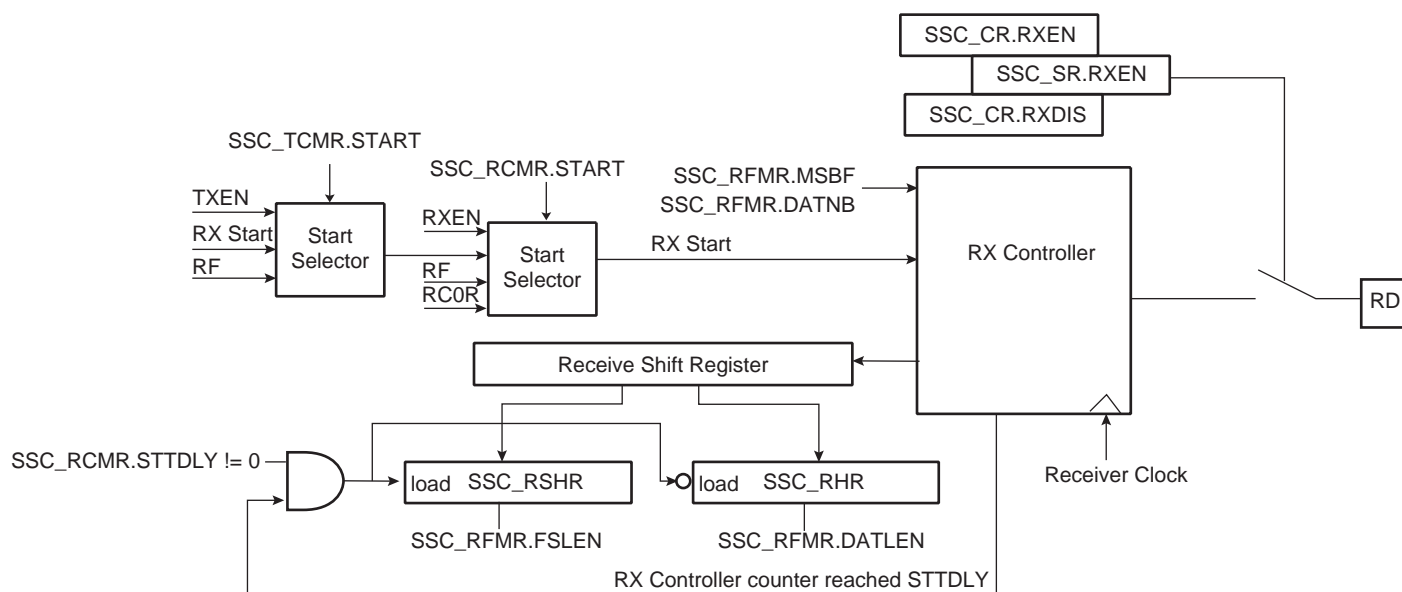 SSC_CR.RXEN
SSC_SR.RXEN
SSC_CR.RXDIS
SSC_TCMR.START
SSC_RCMR.START
SSC_RFMR.MSBF
SSC_RFMR.DATNB
TXEN
RX Start
RF
Start
Selector
RXEN
RF
RC0R
Start
Selector
RX Start
RX Controller
RD
Receive Shift Register
SSC_RCMR.STTDLY != 0
load SSC_RSHR
load SSC_RHR
Receiver Clock
SSC_RFMR.FSLEN
SSC_RFMR.DATLEN
RX Controller counter reached STTDLY